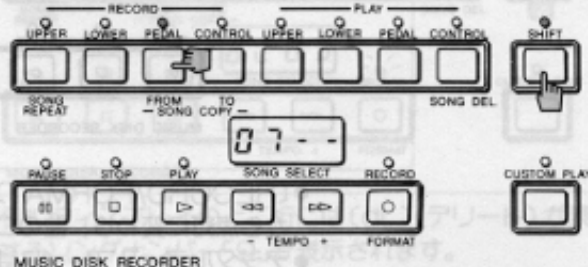 RECORD PLAY
UPPER LOWER PEDAL CONTROL UPPER LOWER PEDAL CONTROL SHIFT
SONG REPEAT FROM TO SONG DEL
— SONG COPY —
07--
PAUSE STOP PLAY SONG SELECT RECORD CUSTOM PLAY
- TEMPO + FORMAT
MUSIC DISK RECORDER